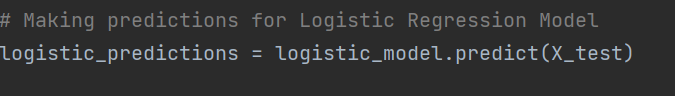 # Making predictions for Logistic Regression Model
logistic_predictions = logistic_model.predict(X_test)